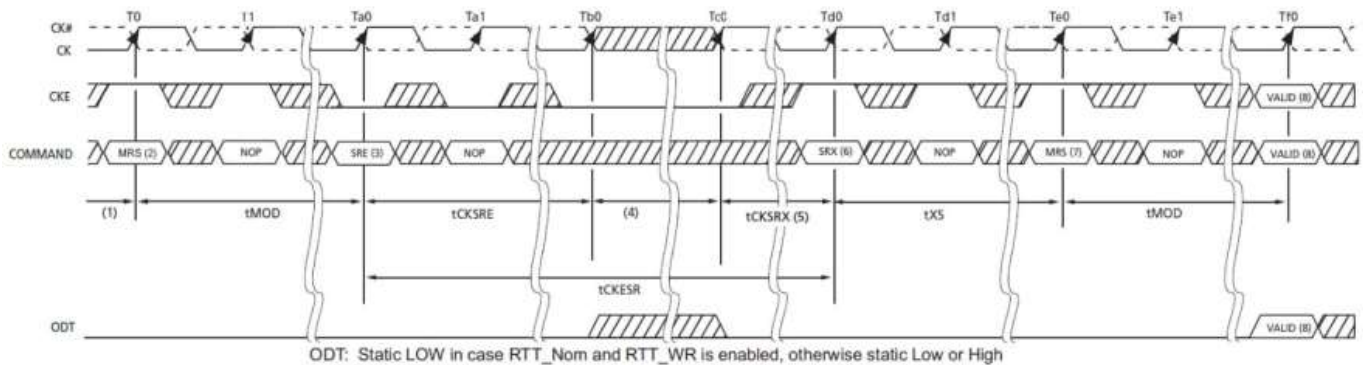 T0 T1 Ta0 Ta1 Tb0 Tc0 Td0 Td1 Te0 Te1 Tf0
CK#
CK
CKE
VALID (8)
COMMAND
MRS (2) NOP SRE (3) NOP SRX (6) NOP MRS (7) NOP VALID (8)
(1) tMOD tCKSRE (4) tCKSRX (5) tXS tMOD
tCKESR
ODT
VALID (8)
ODT: Static LOW in case RTT_Nom and RTT_WR is enabled, otherwise static Low or High